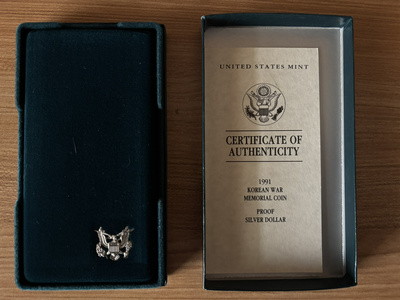 UNITED STATES MINT
CERTIFICATE OF
AUTHENTICITY
1991
KOREAN WAR
MEMORIAL COIN
PROOF
SILVER DOLLAR